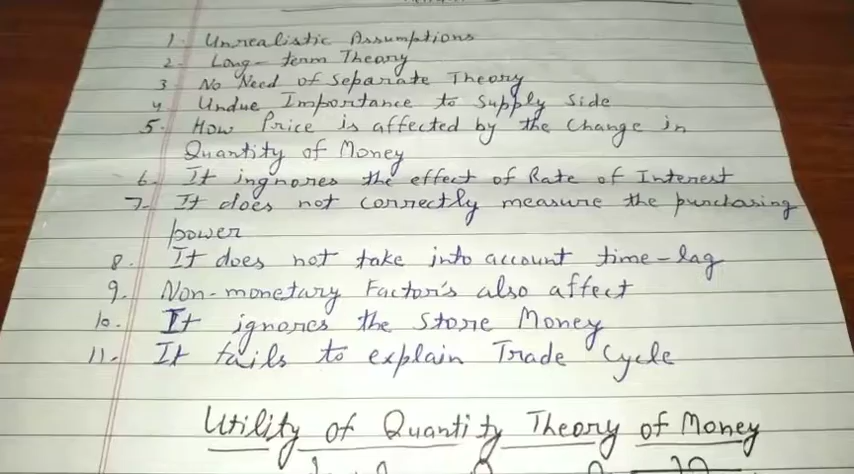 1. Unrealistic Assumptions
2. Long-term Theory
3 No Need of Separate Theory
4 Undue Importance to Supply Side
5. How Price is affected by the Change in
Quantity of Money
6. It ingnores the effect of Rate of Interest
7. It does not correctly measure the purchasing
power
8. It does not take into account time-lag
9. Non-monetary Factor's also affect
10. It ignores the Store Money
11. It fails to explain Trade Cycle
Utility of Quantity Theory of Money